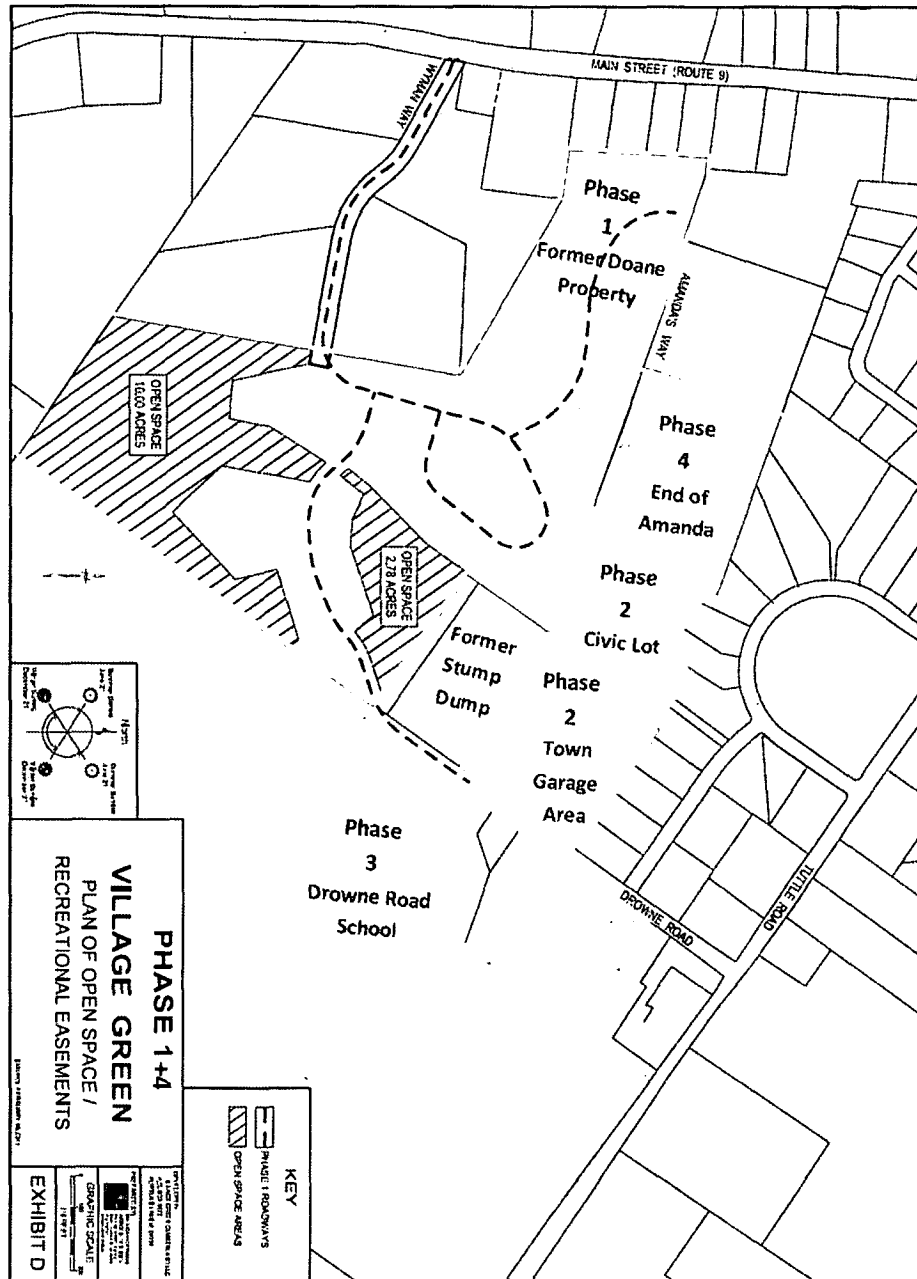 MAIN STREET (ROUTE 9)
WYMAN WAY
Phase
1
Former Doane
Property
AMANDA'S WAY
Phase
4
End of
Amanda
OPEN SPACE
10.00 ACRES
OPEN SPACE
2.78 ACRES
Phase
2
Civic Lot
Former
Stump
Dump
Phase
2
Town
Garage
Area
Phase
3
Drowne Road
School
DROWNE ROAD
TUTTLE ROAD
North
PHASE 1+4
VILLAGE GREEN
PLAN OF OPEN SPACE /
RECREATIONAL EASEMENTS
KEY
PHASE 1 ROADWAYS
OPEN SPACE AREAS
GRAPHIC SCALE
EXHIBIT D